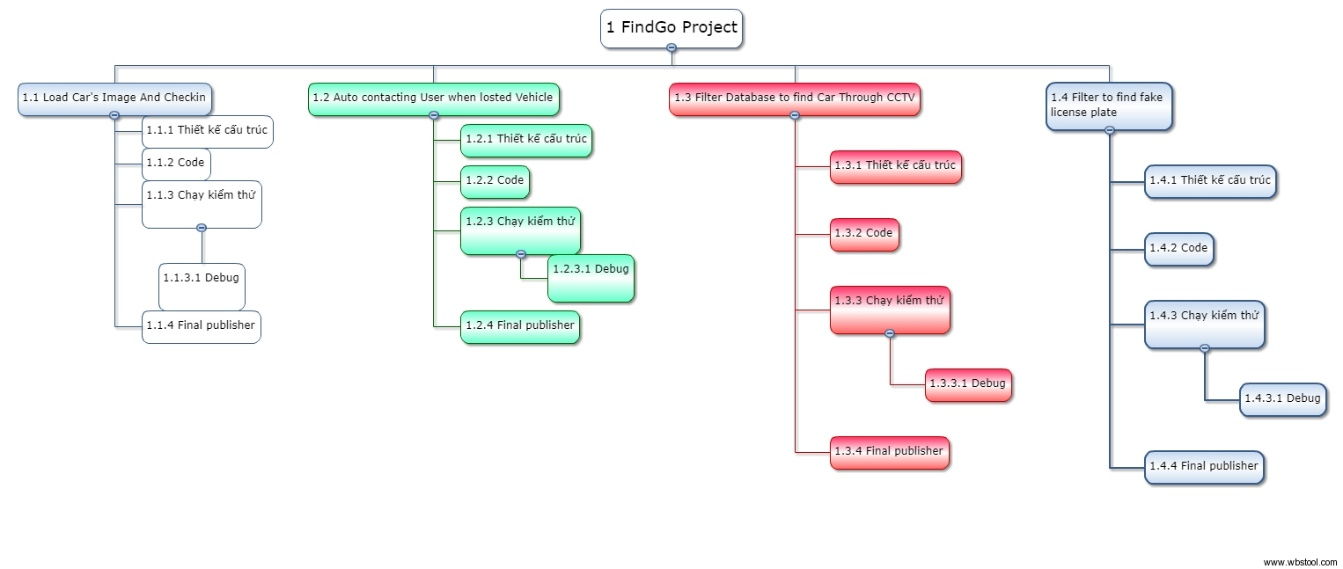 1 FindGo Project
1.1 Load Car's Image And Checkin
1.1.1 Thiết kế cấu trúc
1.1.2 Code
1.1.3 Chạy kiểm thử
1.1.3.1 Debug
1.1.4 Final publisher
1.2 Auto contacting User when losted Vehicle
1.2.1 Thiết kế cấu trúc
1.2.2 Code
1.2.3 Chạy kiểm thử
1.2.3.1 Debug
1.2.4 Final publisher
1.3 Filter Database to find Car Through CCTV
1.3.1 Thiết kế cấu trúc
1.3.2 Code
1.3.3 Chạy kiểm thử
1.3.3.1 Debug
1.3.4 Final publisher
1.4 Filter to find fake
license plate
1.4.1 Thiết kế cấu trúc
1.4.2 Code
1.4.3 Chạy kiểm thử
1.4.3.1 Debug
1.4.4 Final publisher
www.wbstool.com